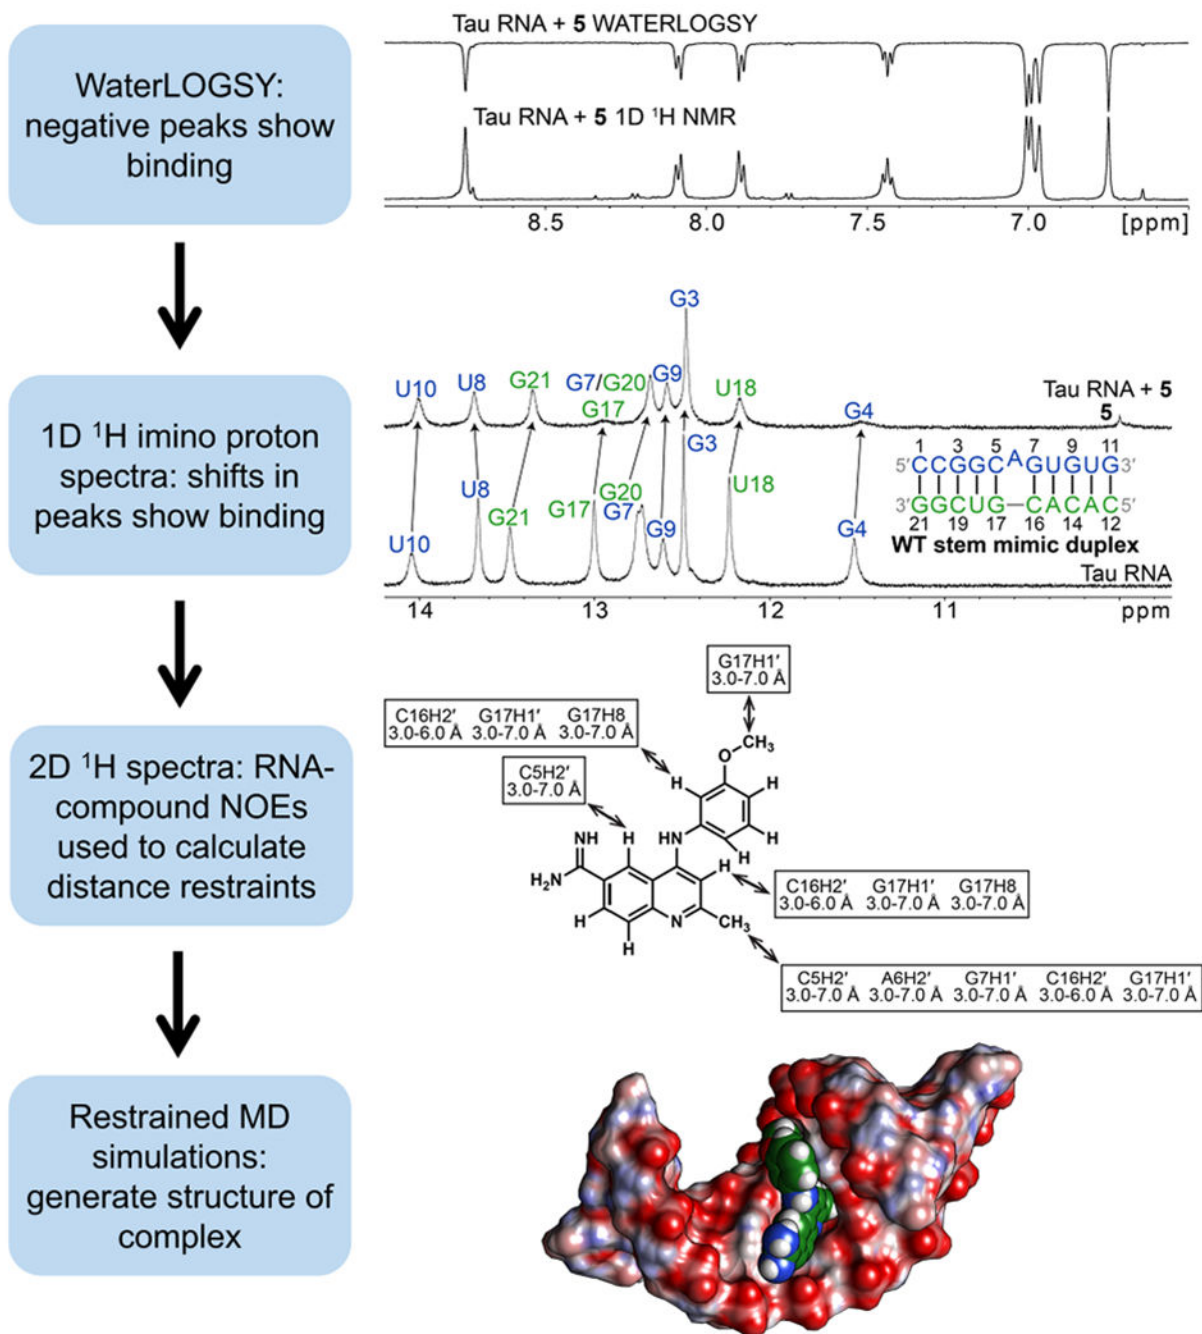 WaterLOGSY:
negative peaks show
binding
Tau RNA + 5 WATERLOGSY
Tau RNA + 5 1D ¹H NMR
8.5 8.0 7.5 7.0 [ppm]
1D ¹H imino proton
spectra: shifts in
peaks show binding
G3
U10 U8 G21 G7/G20 G9 U18
G17 G4
Tau RNA + 5
5
U10 U8 G21 G17 G20 G7 G9 G3 U18 G4
1 3 5 7 9 11
5′CCGGCAGUGUG3′
3′GGCUG–CACAC5′
21 19 17 16 14 12
WT stem mimic duplex
Tau RNA
14 13 12 11 ppm
2D ¹H spectra: RNA-
compound NOEs
used to calculate
distance restraints
G17H1′
3.0-7.0 Å
C16H2′ G17H1′ G17H8
3.0-6.0 Å 3.0-7.0 Å 3.0-7.0 Å
C5H2′
3.0-7.0 Å
O CH₃
H H
NH H HN H
H H
H₂N
H N CH₃
H
C16H2′ G17H1′ G17H8
3.0-6.0 Å 3.0-7.0 Å 3.0-7.0 Å
C5H2′ A6H2′ G7H1′ C16H2′ G17H1′
3.0-7.0 Å 3.0-7.0 Å 3.0-7.0 Å 3.0-6.0 Å 3.0-7.0 Å
Restrained MD
simulations:
generate structure of
complex